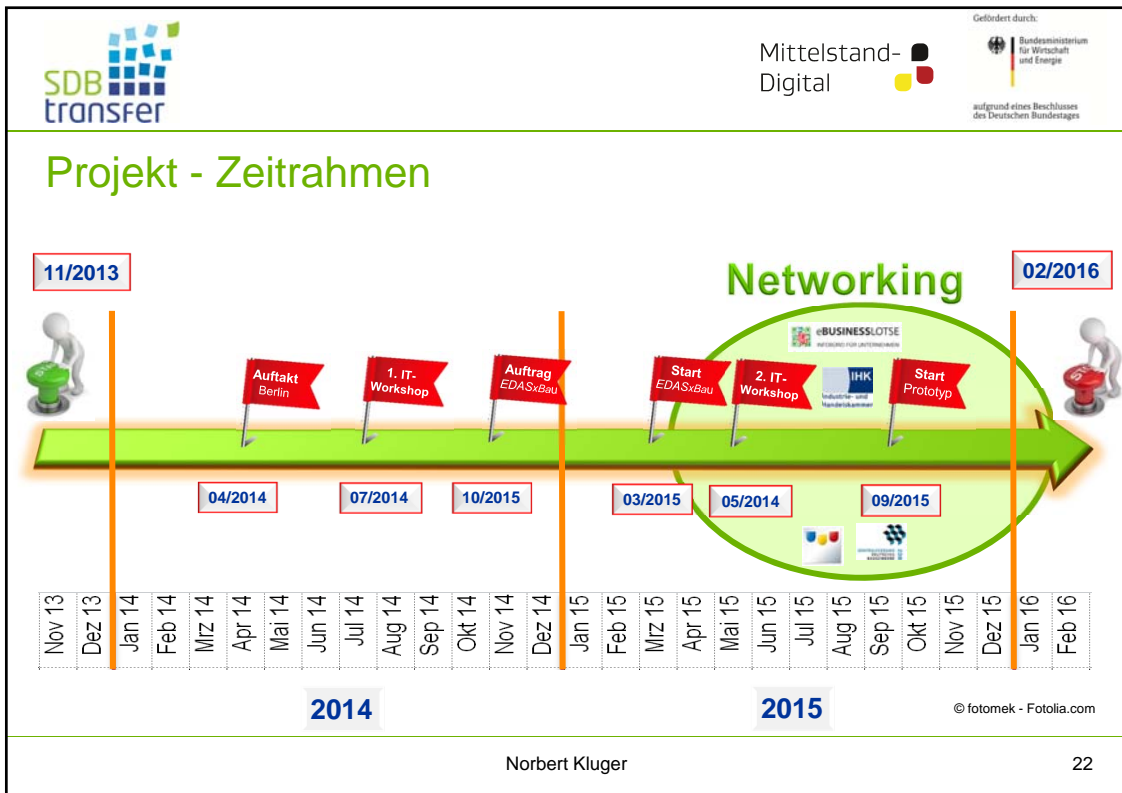 SDB
transfer
Mittelstand-
Digital
Gefördert durch:
Bundesministerium
für Wirtschaft
und Energie
aufgrund eines Beschlusses
des Deutschen Bundestages
Projekt - Zeitrahmen
11/2013
Networking
02/2016
START
STOP
eBUSINESSLOTSE
INFOBÜRO FÜR UNTERNEHMEN
Auftakt
Berlin
1. IT-
Workshop
Auftrag
EDASxBau
Start
EDASxBau
2. IT-
Workshop
IHK
Industrie- und
Handelskammer
Start
Prototyp
04/2014
07/2014
10/2015
03/2015
05/2014
09/2015
Nov 13
Dez 13
Jan 14
Feb 14
Mrz 14
Apr 14
Mai 14
Jun 14
Jul 14
Aug 14
Sep 14
Okt 14
Nov 14
Dez 14
Jan 15
Feb 15
Mrz 15
Apr 15
Mai 15
Jun 15
Jul 15
Aug 15
Sep 15
Okt 15
Nov 15
Dez 15
Jan 16
Feb 16
2014
2015
© fotomek - Fotolia.com
Norbert Kluger
22